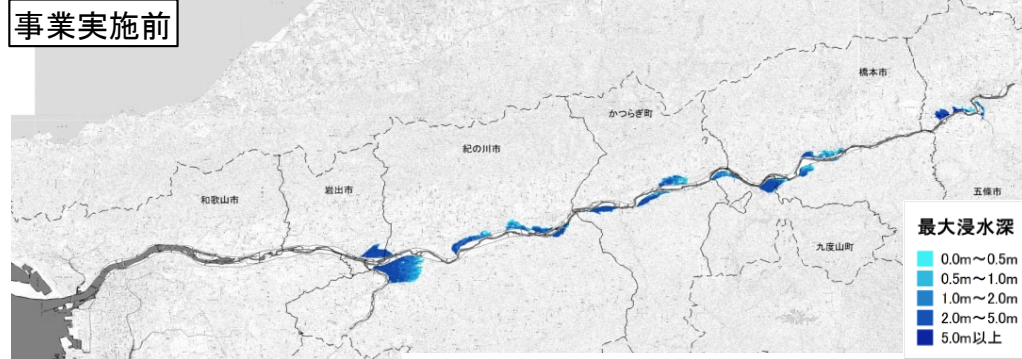 事業実施前
橋本市
かつらぎ町
紀の川市
岩出市
和歌山市
五條市
九度山町
最大浸水深
0.0m～0.5m
0.5m～1.0m
1.0m～2.0m
2.0m～5.0m
5.0m以上